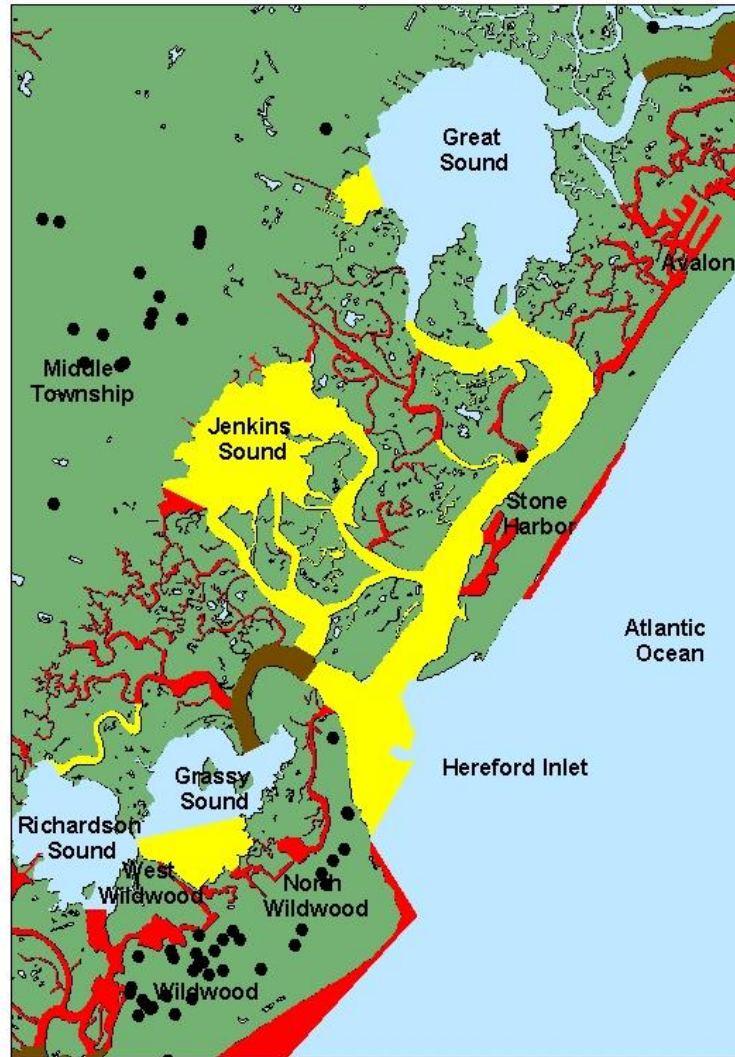 Great
Sound
Avalon
Middle
Township
Jenkins
Sound
Stone
Harbor
Atlantic
Ocean
Hereford Inlet
Grassy
Sound
Richardson
Sound
West
Wildwood
North
Wildwood
Wildwood